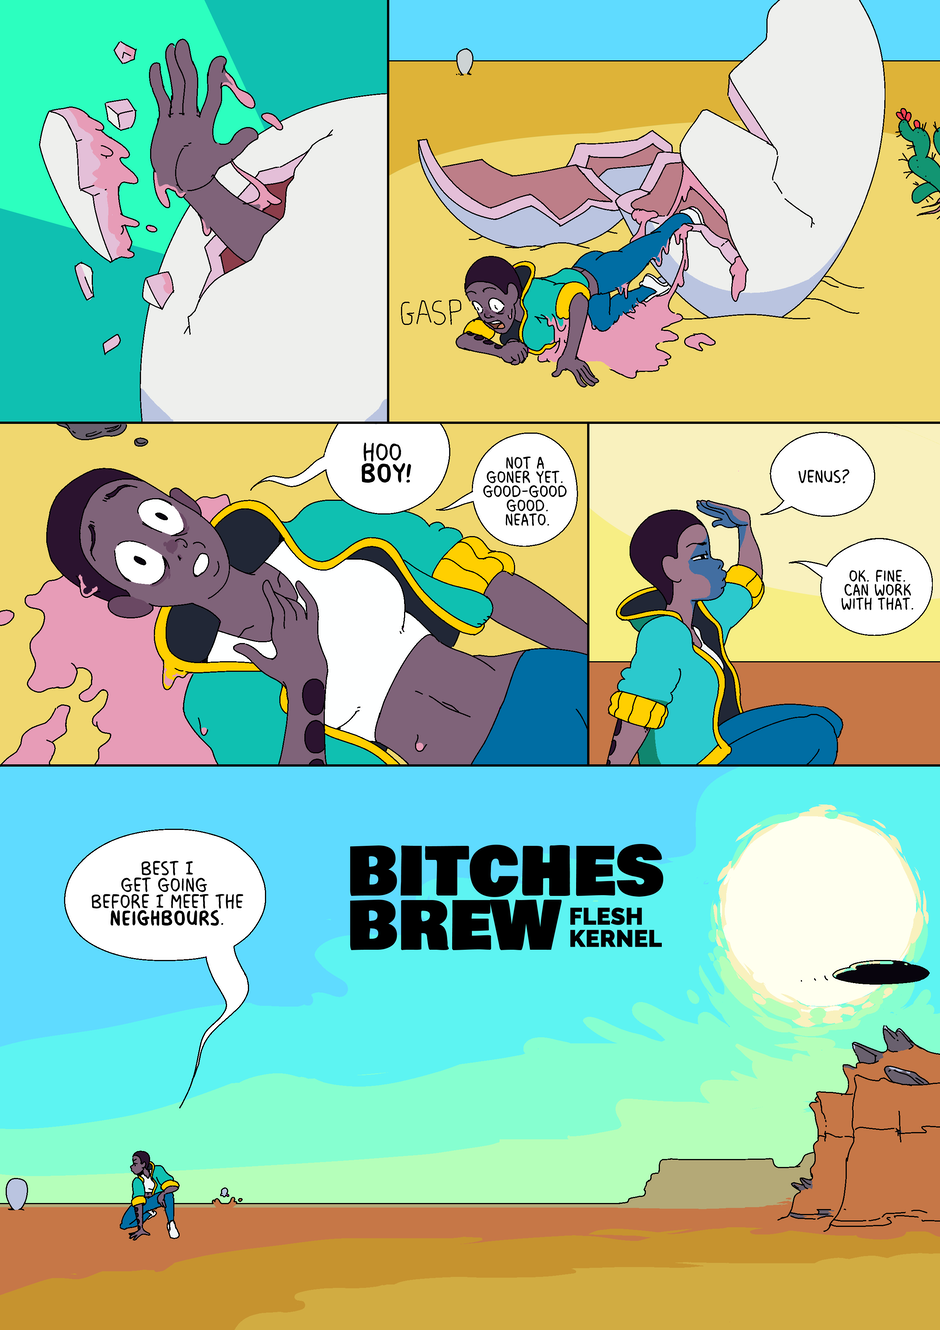 GASP
HOO
BOY!
NOT A
GONER YET.
GOOD-GOOD
GOOD.
NEATO.
VENUS?
OK. FINE.
CAN WORK
WITH THAT.
BEST I
GET GOING
BEFORE I MEET THE
NEIGHBOURS.
BITCHES
BREW FLESH
KERNEL